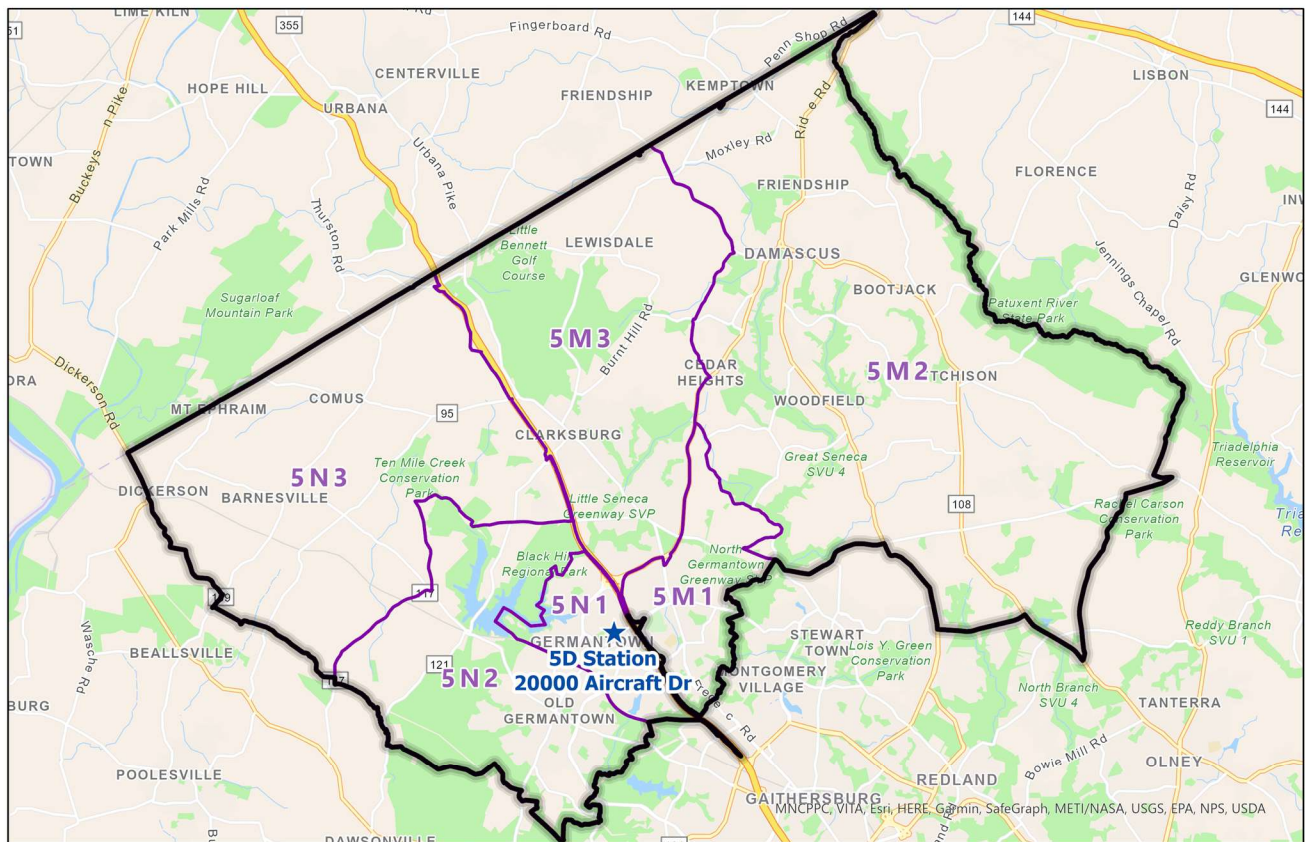 LIME KILN
Rd
51
355
Fingerboard Rd
Penn Shop Rd
144
CENTERVILLE
LISBON
HOPE HILL
KEMPTOWN
FRIENDSHIP
URBANA
144
Buckeys
n Pike
TOWN
Urbana Pike
Rid e Rd
Moxley Rd
FLORENCE
Park Mills Rd
Thurston Rd
FRIENDSHIP
Daisy Rd
Little
Bennett
Golf
Course
LEWISDALE
DAMASCUS
Jennings Chapel Rd
GLENWO
Sugarloaf
Mountain Park
BOOTJACK
Patuxent River
State Park
5M3
Burnt Hill Rd
Dickerson Rd
CEDAR
HEIGHTS
5M2
TCHISON
MT EPHRAIM
COMUS
95
WOODFIELD
CLARKSBURG
Ten Mile Creek
Conservation
Park
Great Seneca
SVU 4
Triadelphia
Reservoir
5N3
DICKERSON
BARNESVILLE
Little Seneca
Greenway SVP
108
Rachel Carson
Conservation
Park
Black Hill
Regional Park
North
Germantown
Greenway
117
5N1
5M1
GERMANTOWN
STEWART
TOWN
Reddy Branch
SVU 1
Wasche Rd
BEALLSVILLE
121
5D Station
20000 Aircraft Dr
Lois Y. Green
Conservation
Park
5N2
MONTGOMERY
VILLAGE
North Branch
SVU 4
OLD
GERMANTOWN
TANTERRA
BURG
Bowie Mill Rd
OLNEY
POOLESVILLE
REDLAND
GAITHERSBURG
MNCPPC, VITA, Esri, HERE, Garmin, SafeGraph, METI/NASA, USGS, EPA, NPS, USDA
DAWSONVILLE